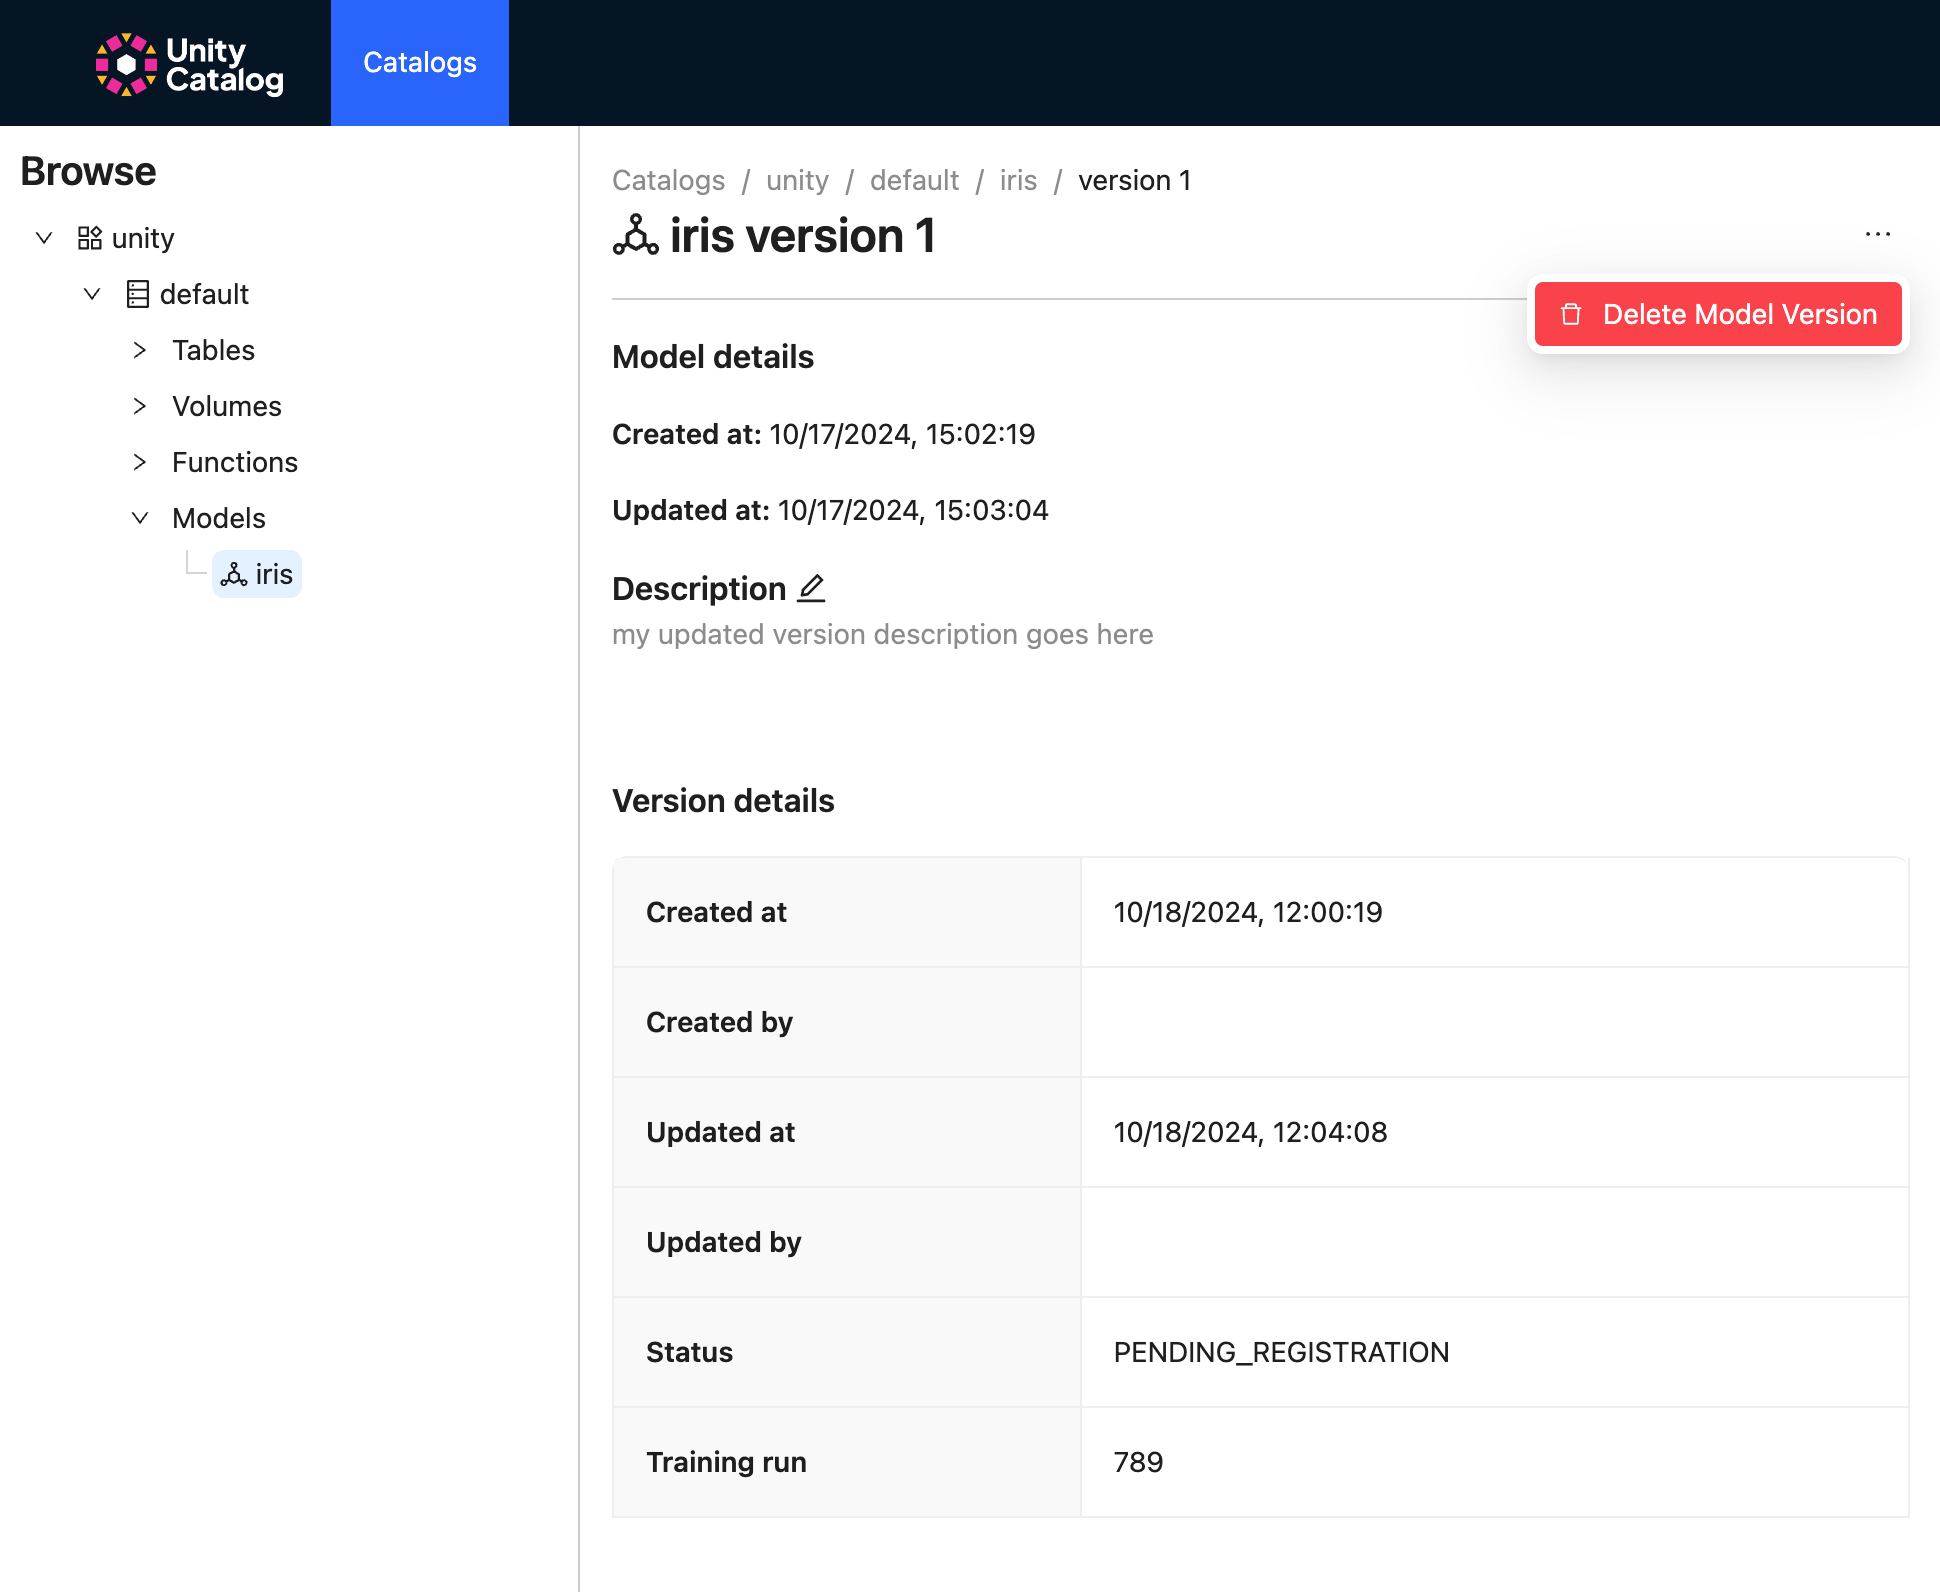 Unity
Catalog
Catalogs
Browse
unity
default
Tables
Volumes
Functions
Models
iris
Catalogs / unity / default / iris / version 1
iris version 1
...
Delete Model Version
Model details
Created at: 10/17/2024, 15:02:19
Updated at: 10/17/2024, 15:03:04
Description
my updated version description goes here
Version details
Created at 10/18/2024, 12:00:19
Created by
Updated at 10/18/2024, 12:04:08
Updated by
Status PENDING_REGISTRATION
Training run 789